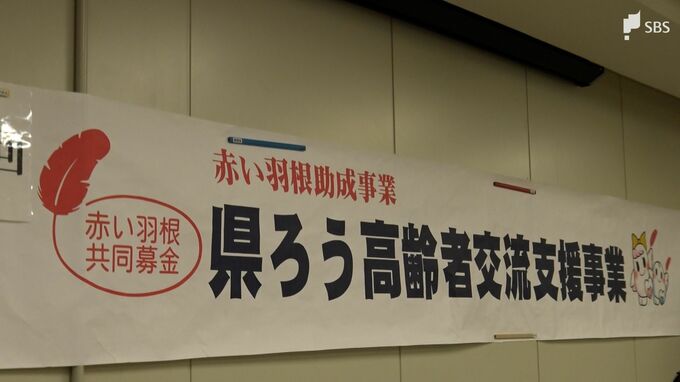 SBS
回
赤い羽根助成事業
赤い羽根
共同募金
県ろう高齢者交流支援事業